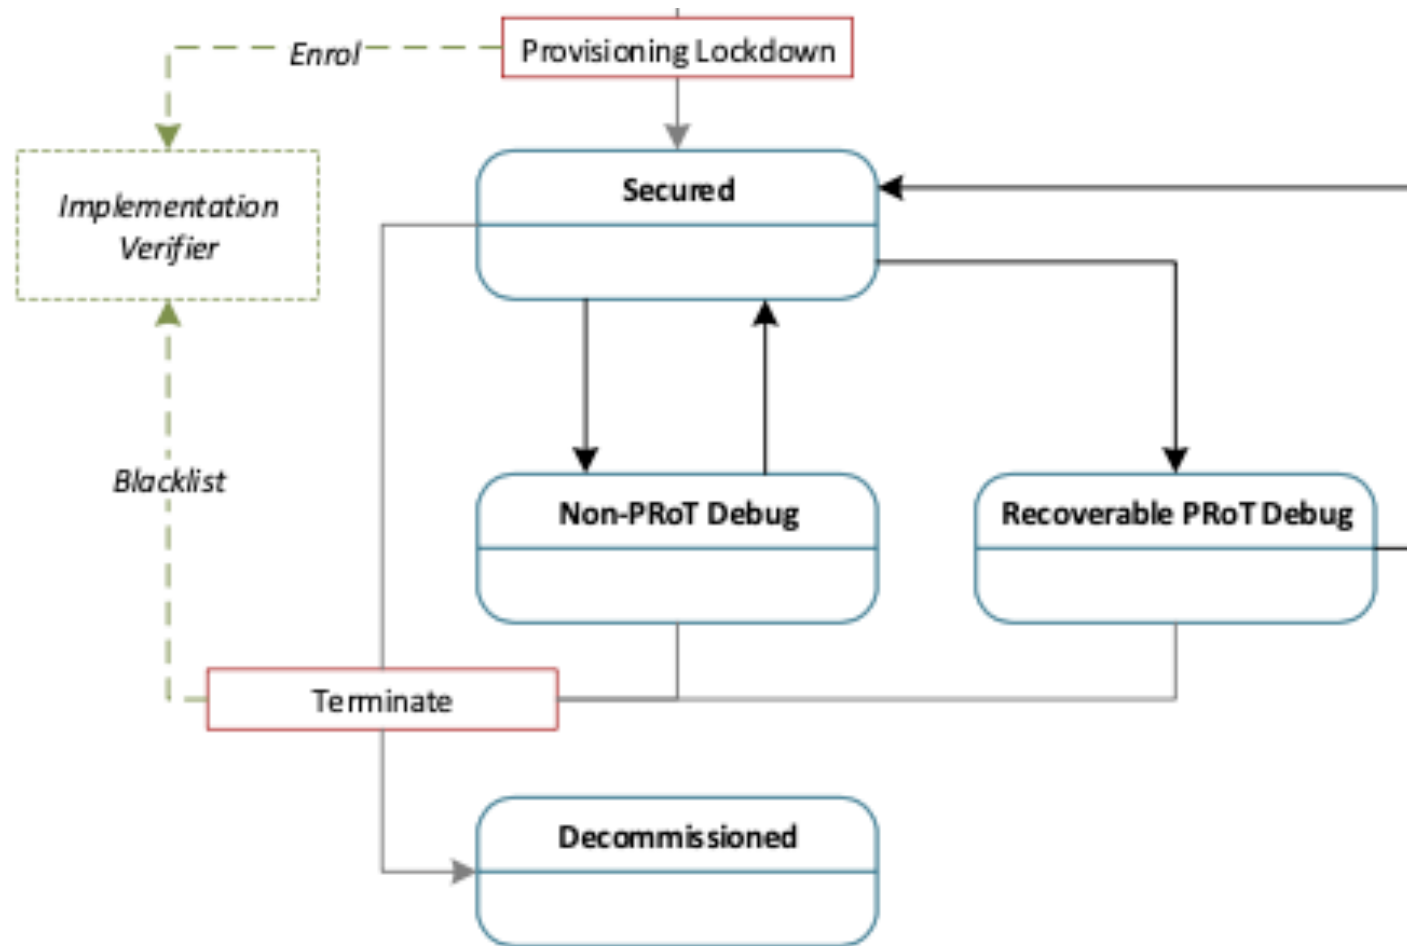 Enrol
Provisioning Lockdown
Implementation
Verifier
Secured
Blacklist
Non-PRoT Debug
Recoverable PRoT Debug
Terminate
Decommissioned